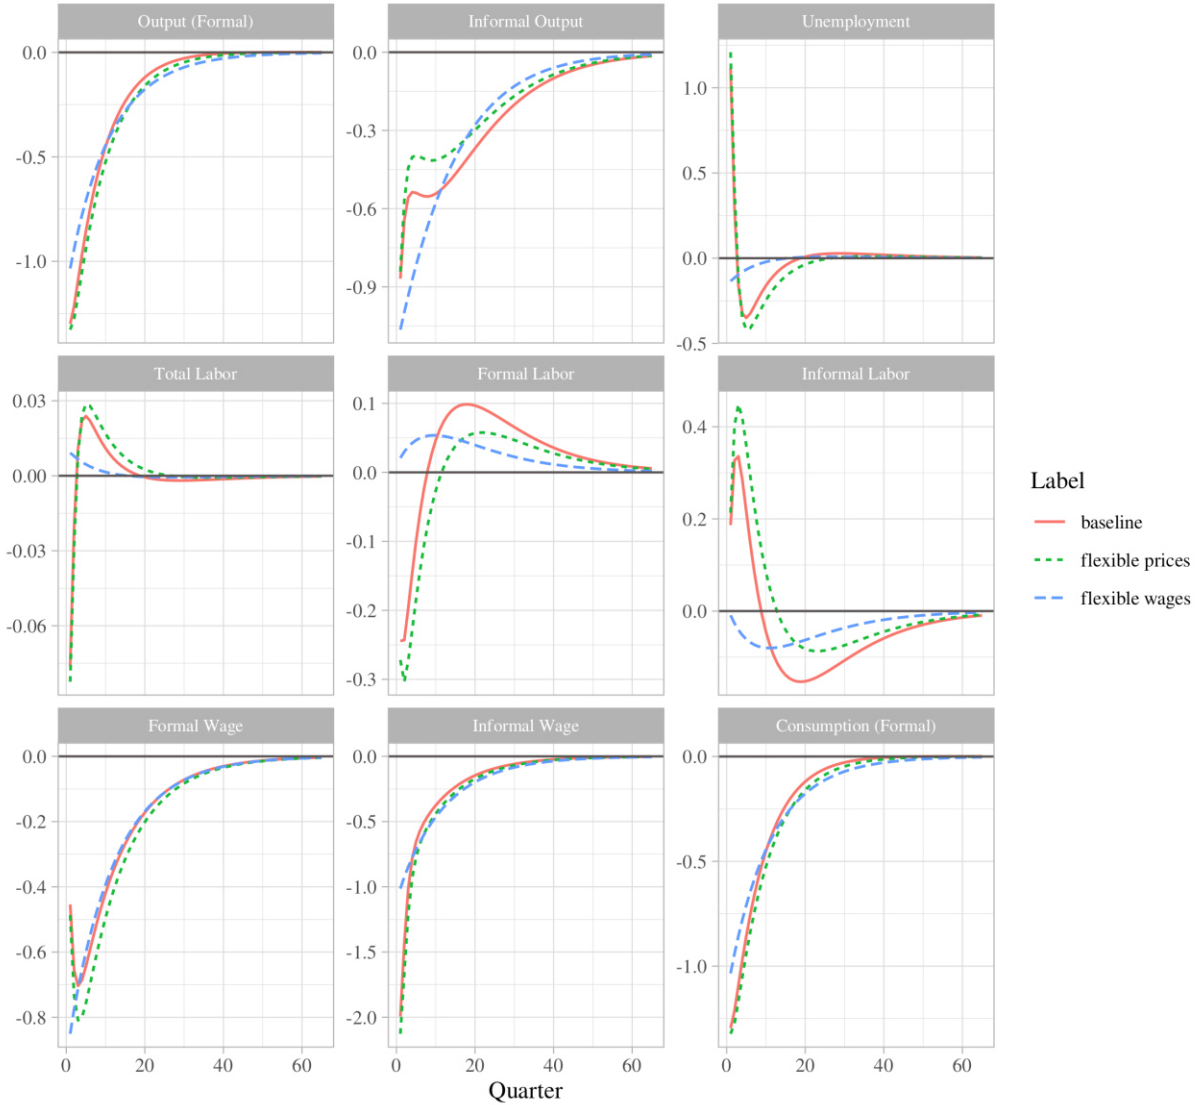 Output (Formal)
Informal Output
Unemployment
0.0
-0.5
-1.0
0.0
-0.3
-0.6
-0.9
1.0
0.5
0.0
-0.5
Total Labor
Formal Labor
Informal Labor
0.03
0.00
-0.03
-0.06
0.1
0.0
-0.1
-0.2
-0.3
0.4
0.2
0.0
Label
baseline
flexible prices
flexible wages
Formal Wage
Informal Wage
Consumption (Formal)
0.0
-0.2
-0.4
-0.6
-0.8
0.0
-0.5
-1.0
-1.5
-2.0
0.0
-0.5
-1.0
0 20 40 60
0 20 40 60
0 20 40 60
Quarter